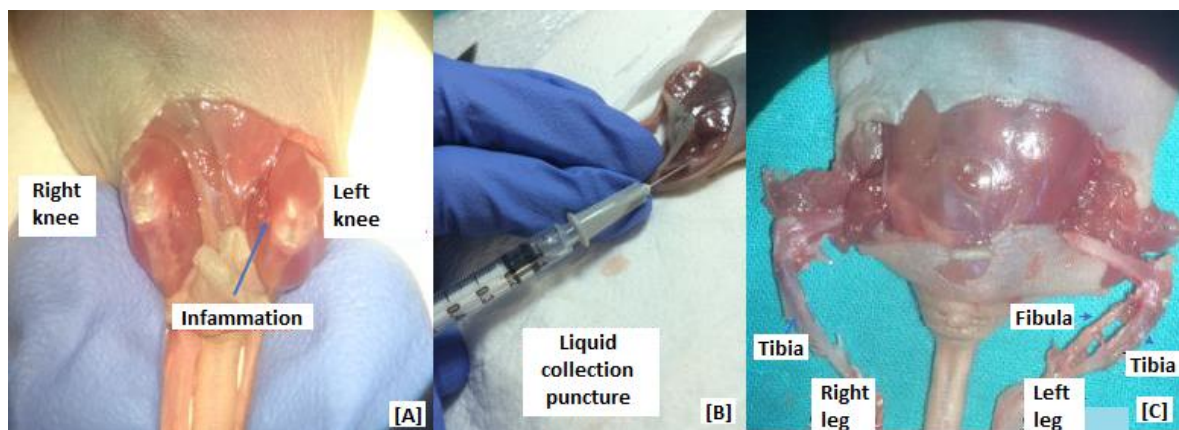 Right
knee
Left
knee
Infammation
[A]
Liquid
collection
puncture
[B]
Tibia
Fibula
Tibia
Right
leg
Left
leg
[C]